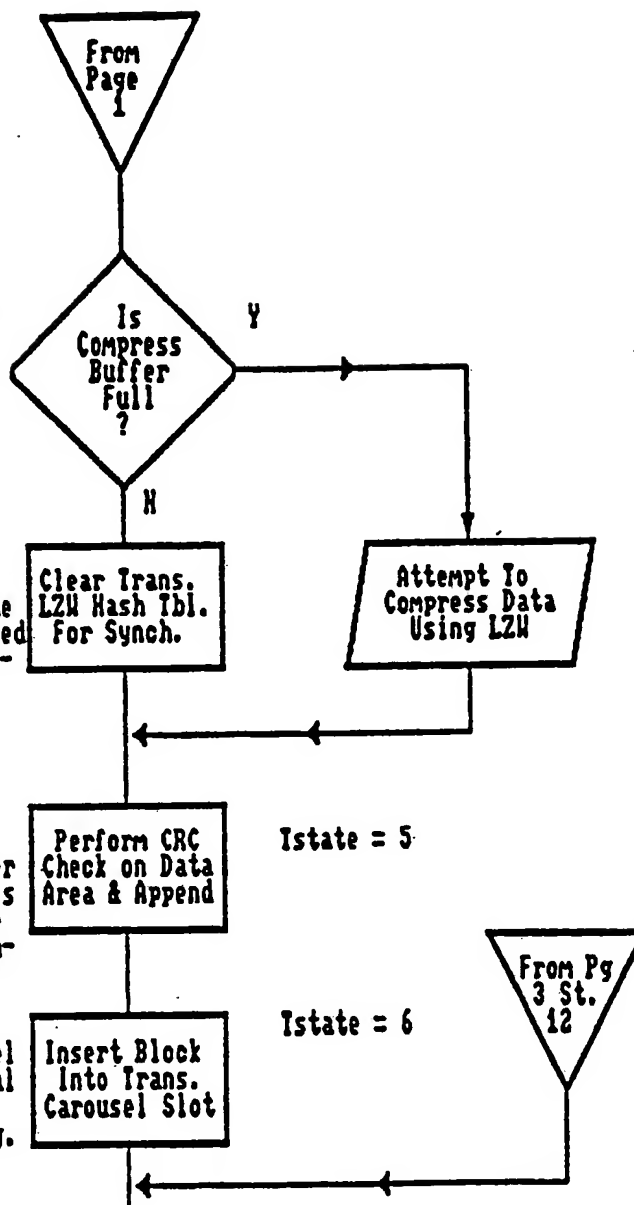 From
Page
1
Is
Compress
Buffer
Full
?
Y
N
Clear Trans.
LZW Hash Tbl.
For Synch.
Attempt To
Compress Data
Using LZW
Perform CRC
Check on Data
Area & Append
Tstate = 5
From Pg
3 St.
12
Insert Block
Into Trans.
Carousel Slot
Tstate = 6